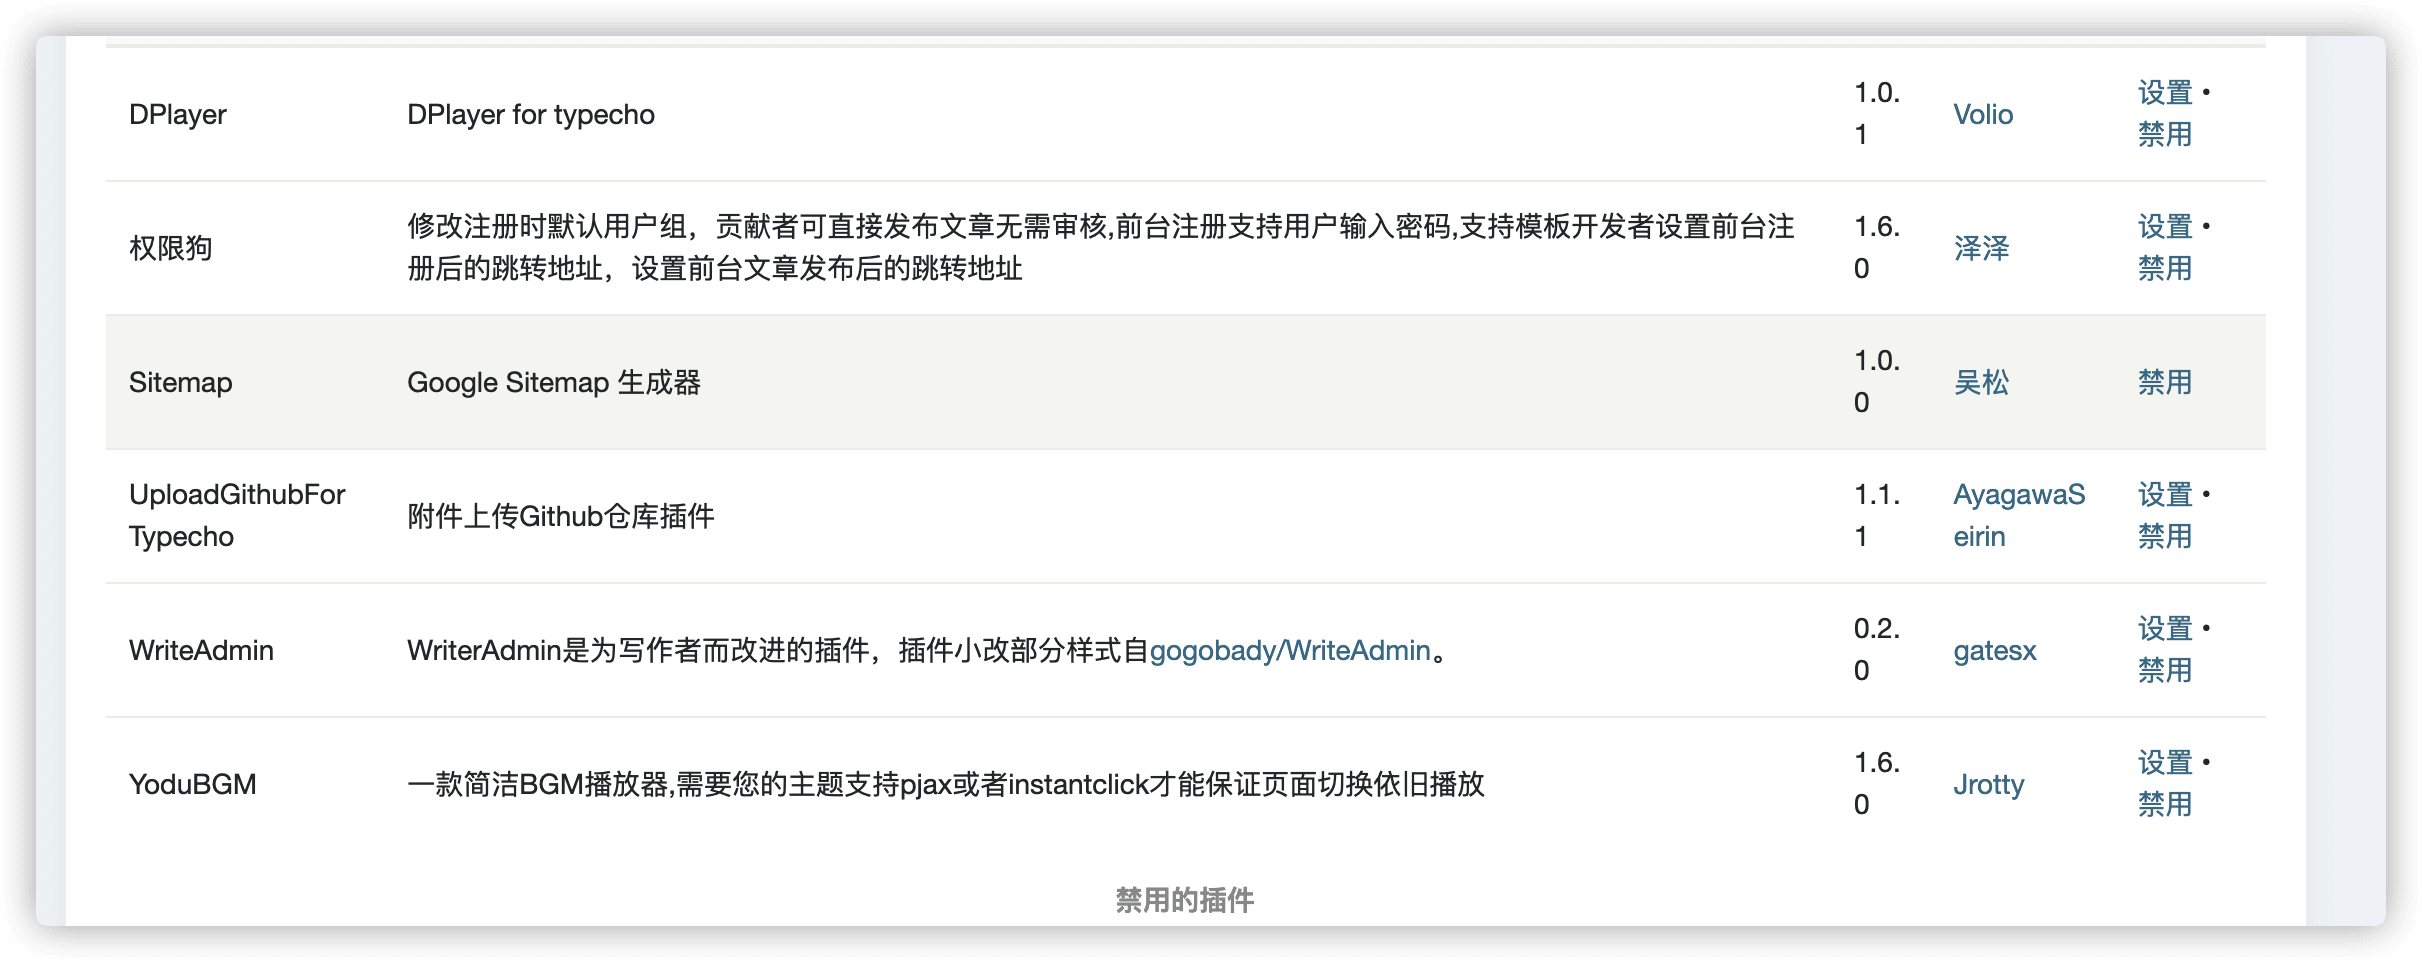 DPlayer
DPlayer for typecho
1.0.
1
Volio
设置 •
禁用
权限狗
修改注册时默认用户组，贡献者可直接发布文章无需审核,前台注册支持用户输入密码,支持模板开发者设置前台注
册后的跳转地址，设置前台文章发布后的跳转地址
1.6.
0
泽泽
设置 •
禁用
Sitemap
Google Sitemap 生成器
1.0.
0
吴松
禁用
UploadGithubFor
Typecho
附件上传Github仓库插件
1.1.
1
AyagawaS
eirin
设置 •
禁用
WriteAdmin
WriterAdmin是为写作者而改进的插件，插件小改部分样式自gogobady/WriteAdmin。
0.2.
0
gatesx
设置 •
禁用
YoduBGM
一款简洁BGM播放器,需要您的主题支持pjax或者instantclick才能保证页面切换依旧播放
1.6.
0
Jrotty
设置 •
禁用
禁用的插件